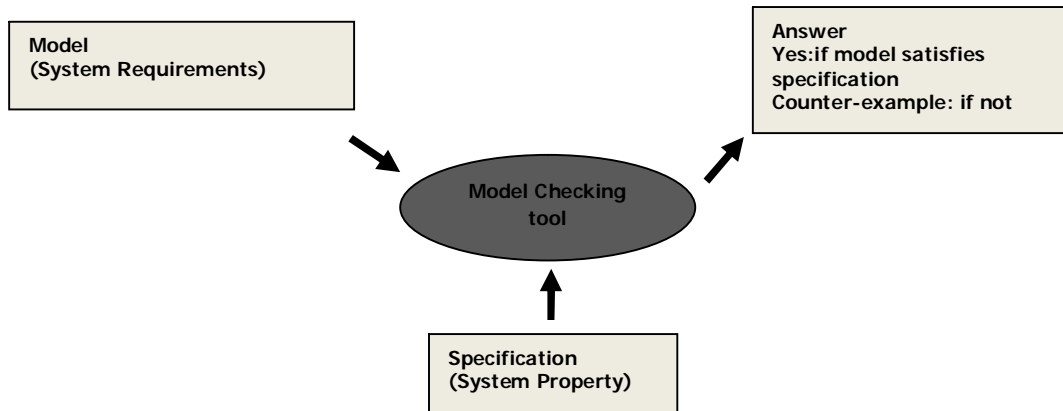 Model
(System Requirements)
Answer
Yes:if model satisfies
specification
Counter-example: if not
Model Checking
tool
Specification
(System Property)